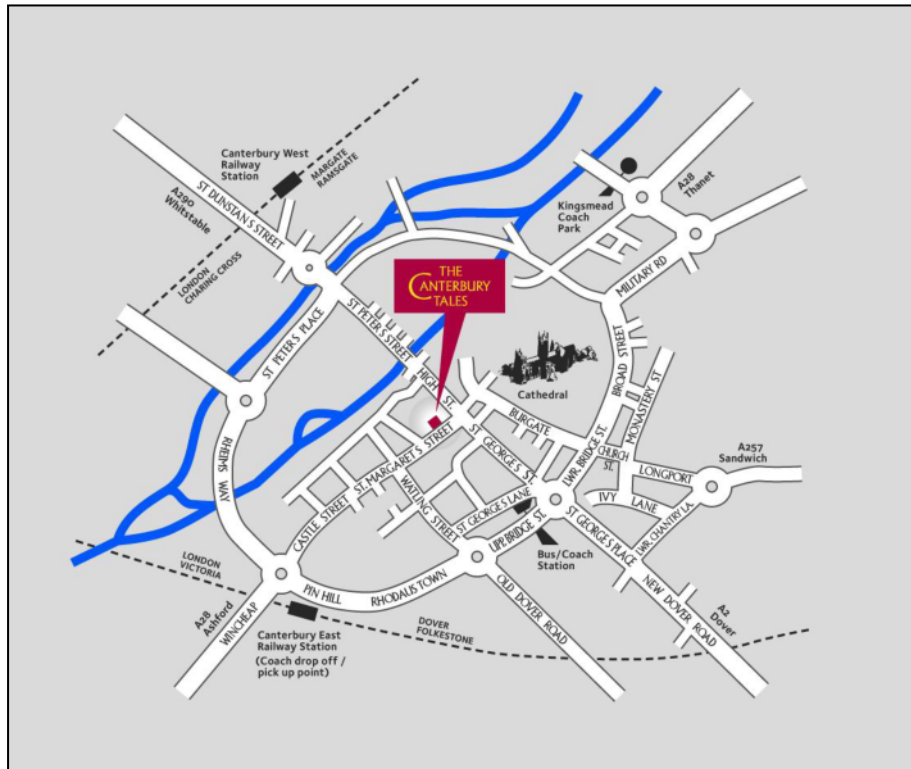 Canterbury West
Railway
Station
MARGATE
RAMSGATE
A28
Thanet
Kingsmead
Coach
Park
ST DUNSTAN S STREET
A290
Whitstable
LONDON
CHARING CROSS
MILITARY RD
THE
CANTERBURY
TALES
ST PETER S PLACE
ST PETER S STREET
HIGH ST.
Cathedral
BROAD STREET
MONASTERY ST
BURGATE
CHURCH
ST.
LWR. BRIDGE ST.
LONGPORT
A257
Sandwich
RHEIMS WAY
ST. MARGARET S STREET
ST GEORGE S ST.
CASTLE STREET
WATLING STREET
ST GEORGE S LANE
IVY
LANE
LWR. CHANTRY LA.
UPP. BRIDGE ST.
ST GEORGE S PLACE
Bus/Coach
Station
LONDON
VICTORIA
PIN HILL
RHODAUS TOWN
OLD DOVER ROAD
NEW DOVER ROAD
A2
Dover
A28
Ashford
WINCHEAP
DOVER
FOLKESTONE
Canterbury East
Railway Station
(Coach drop off /
pick up point)